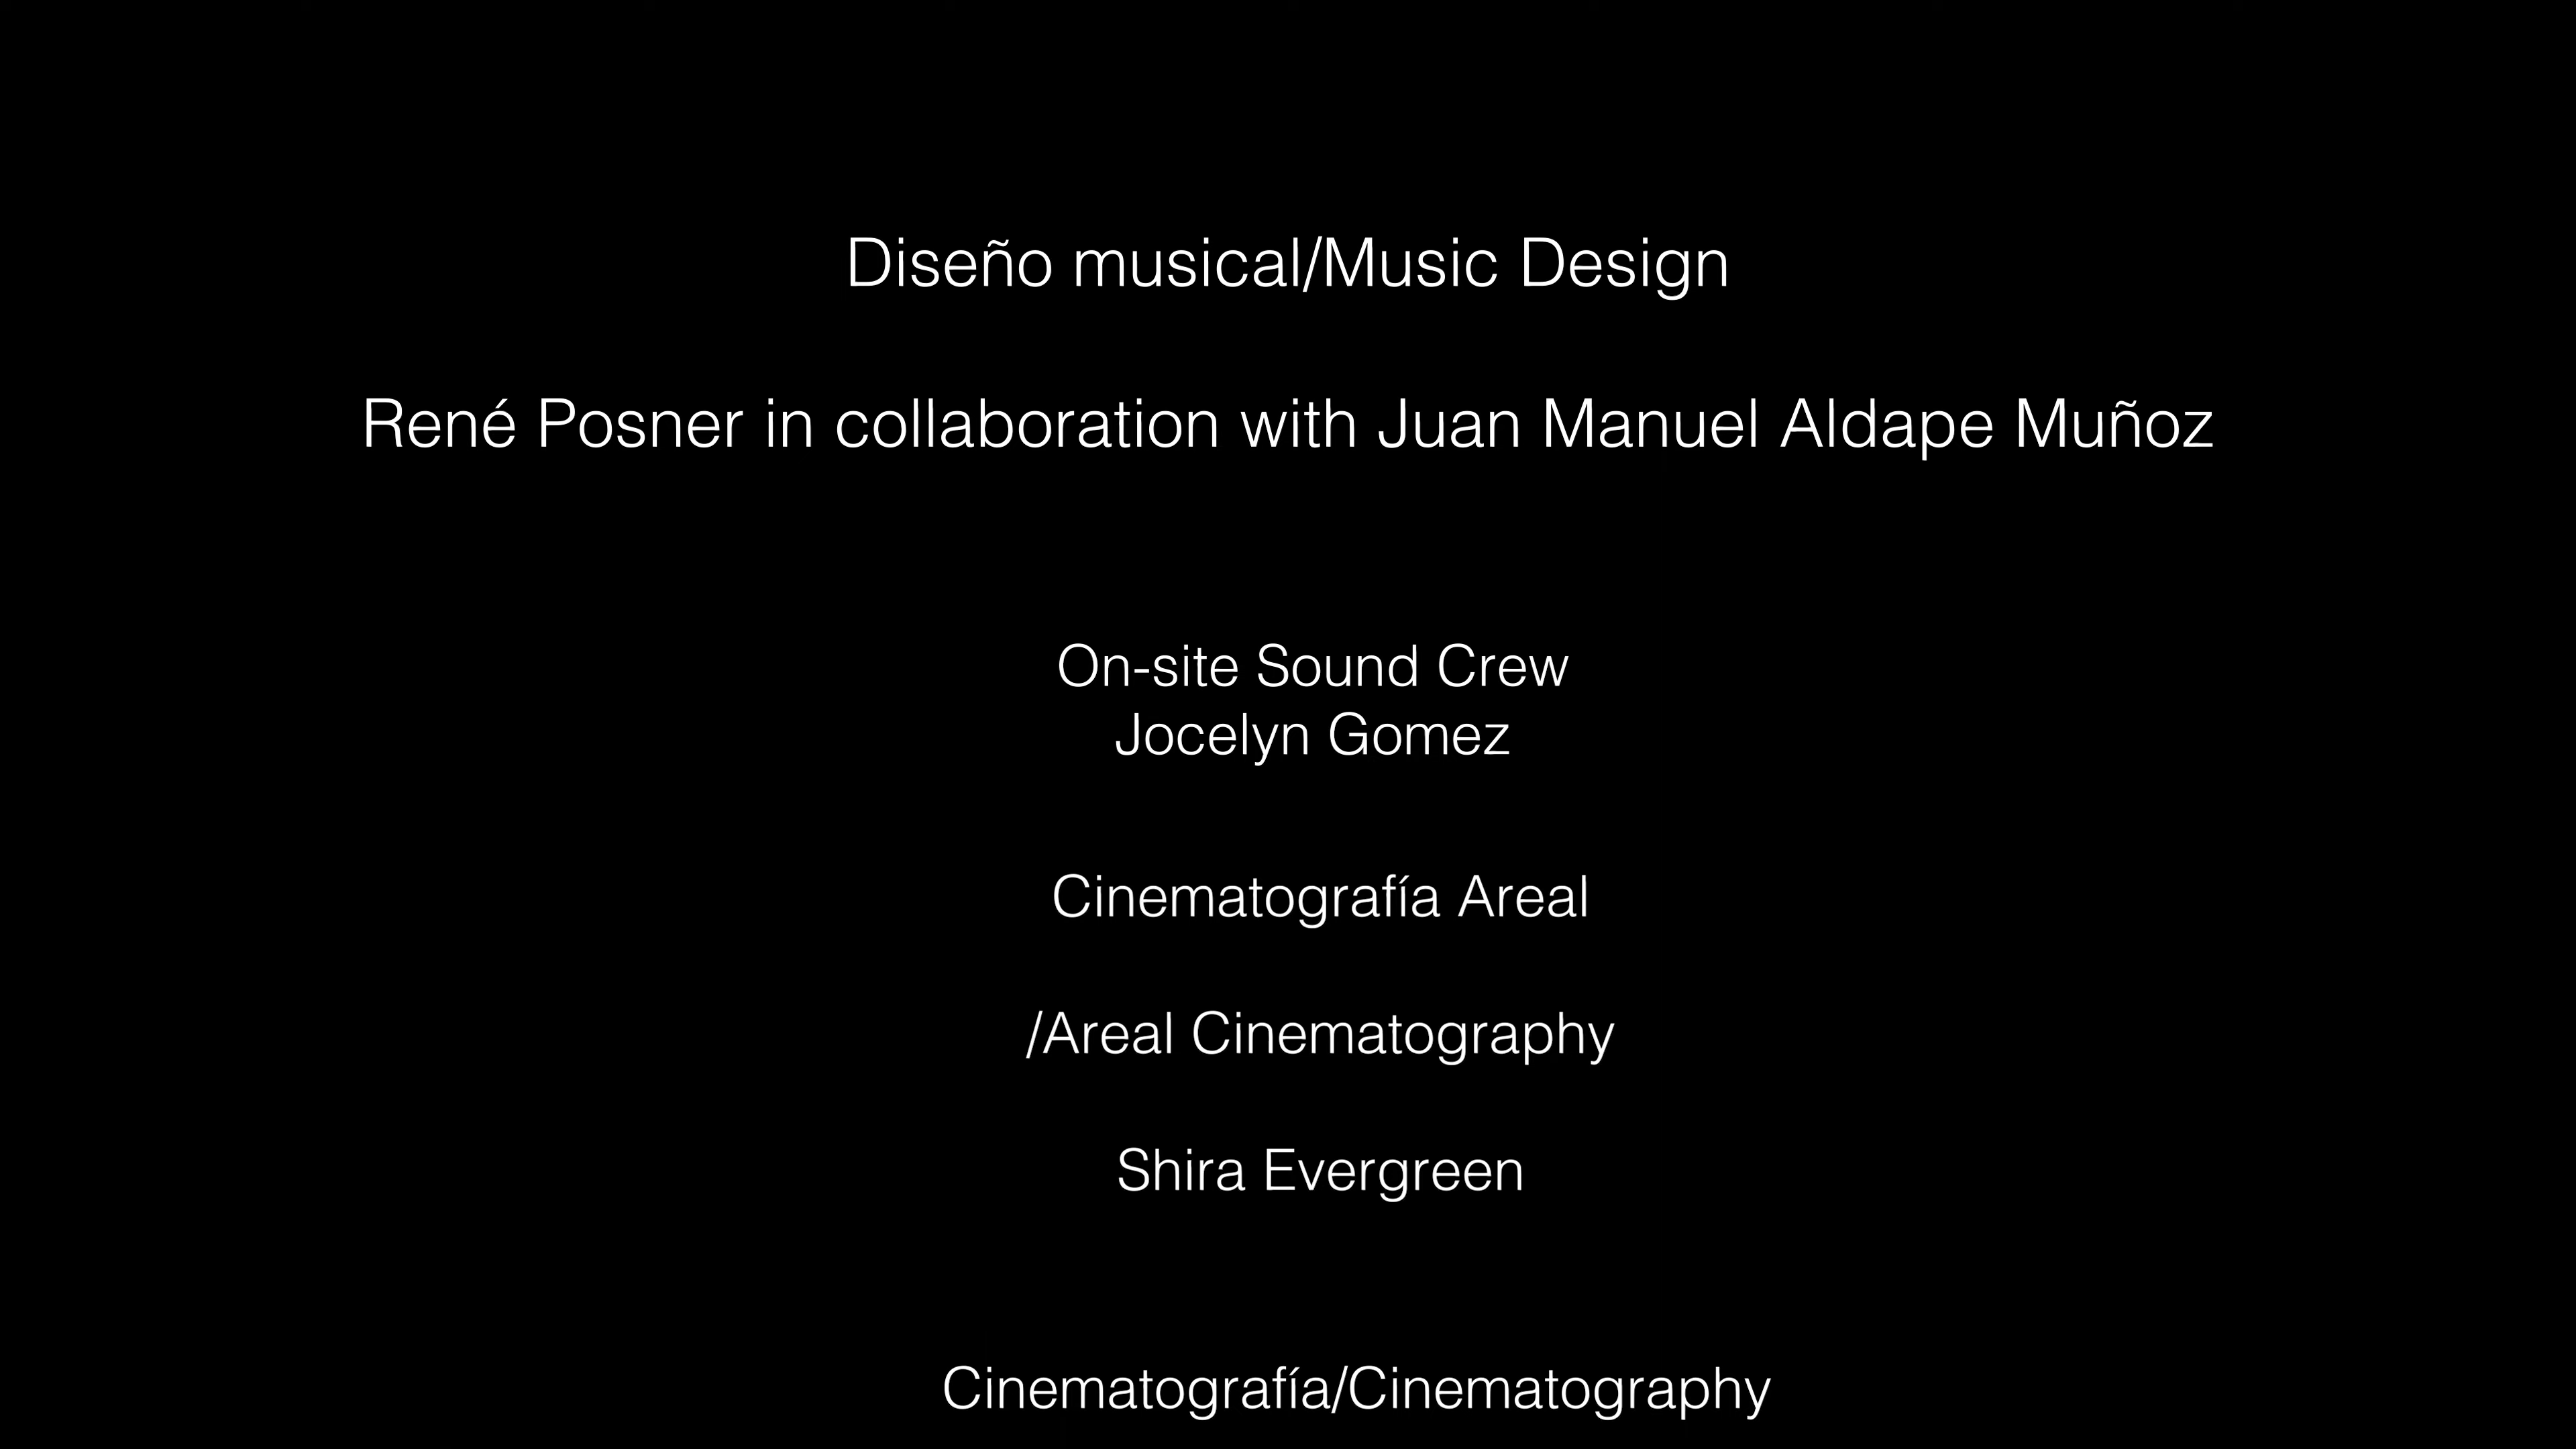 Diseño musical/Music Design
René Posner in collaboration with Juan Manuel Aldape Muñoz
On-site Sound Crew
Jocelyn Gomez
Cinematografía Areal
/Areal Cinematography
Shira Evergreen
Cinematografía/Cinematography